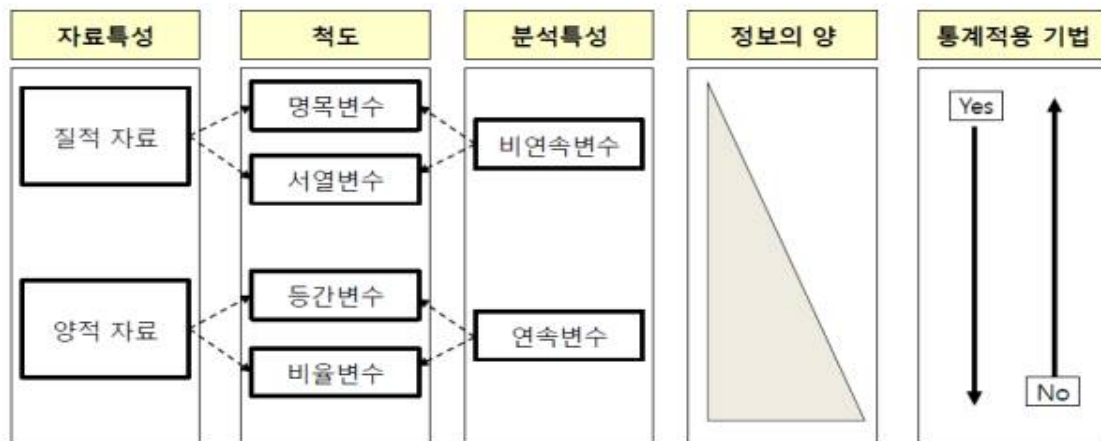 자료특성
척도
분석특성
정보의 양
통계적용 기법
질적 자료
명목변수
서열변수
비연속변수
Yes
양적 자료
등간변수
비율변수
연속변수
No